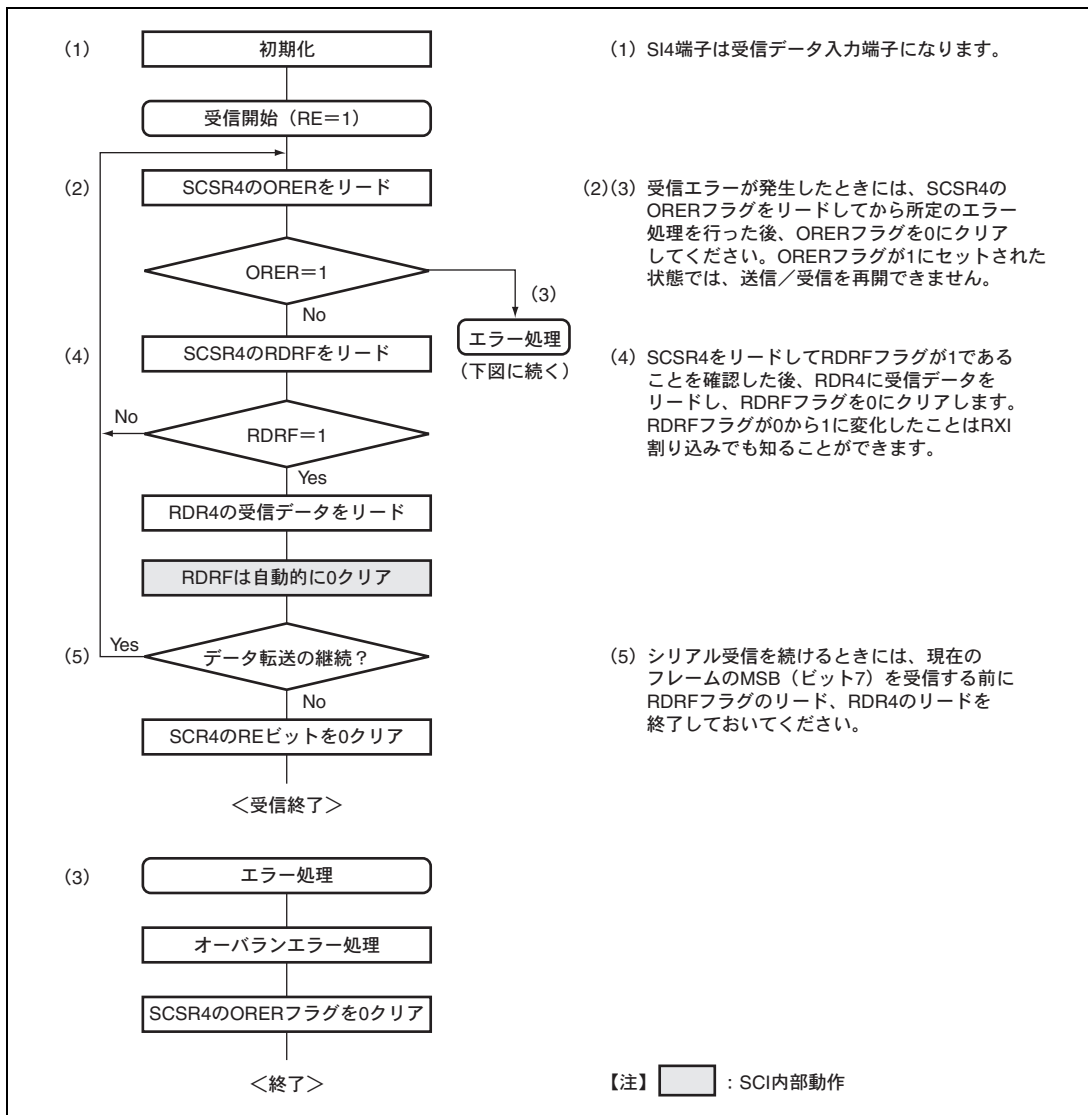 (1)
初期化
(1) SI4端子は受信データ入力端子になります。
受信開始（RE＝1）
(2)
SCSR4のORERをリード
(2)(3) 受信エラーが発生したときには、SCSR4の
ORERフラグをリードしてから所定のエラー
処理を行った後、ORERフラグを0にクリア
してください。ORERフラグが1にセットされた
状態では、送信／受信を再開できません。
ORER＝1
(3)
No
エラー処理
(下図に続く)
(4)
SCSR4のRDRFをリード
(4) SCSR4をリードしてRDRFフラグが1である
ことを確認した後、RDR4に受信データを
リードし、RDRFフラグを0にクリアします。
RDRFフラグが0から1に変化したことはRXI
割り込みでも知ることができます。
No
RDRF＝1
Yes
RDR4の受信データをリード
RDRFは自動的に0クリア
(5)
Yes
データ転送の継続？
(5) シリアル受信を続けるときには、現在の
フレームのMSB（ビット7）を受信する前に
RDRFフラグのリード、RDR4のリードを
終了しておいてください。
No
SCR4のREビットを0クリア
＜受信終了＞
(3)
エラー処理
オーバランエラー処理
SCSR4のORERフラグを0クリア
＜終了＞
【注】 ：SCI内部動作